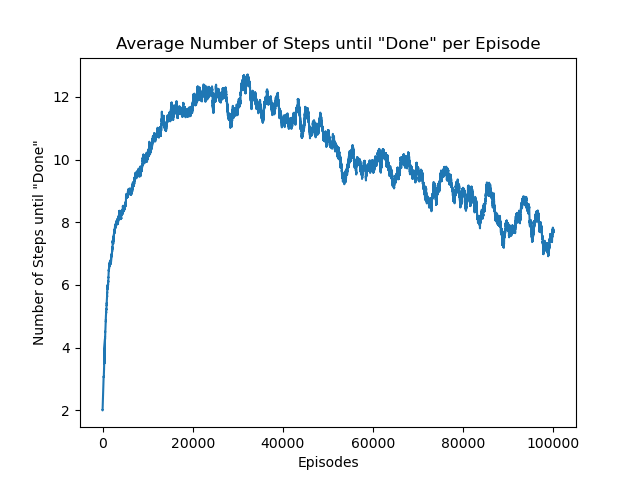 Average Number of Steps until "Done" per Episode
Number of Steps until "Done"
12
10
8
6
4
2
0 20000 40000 60000 80000 100000
Episodes